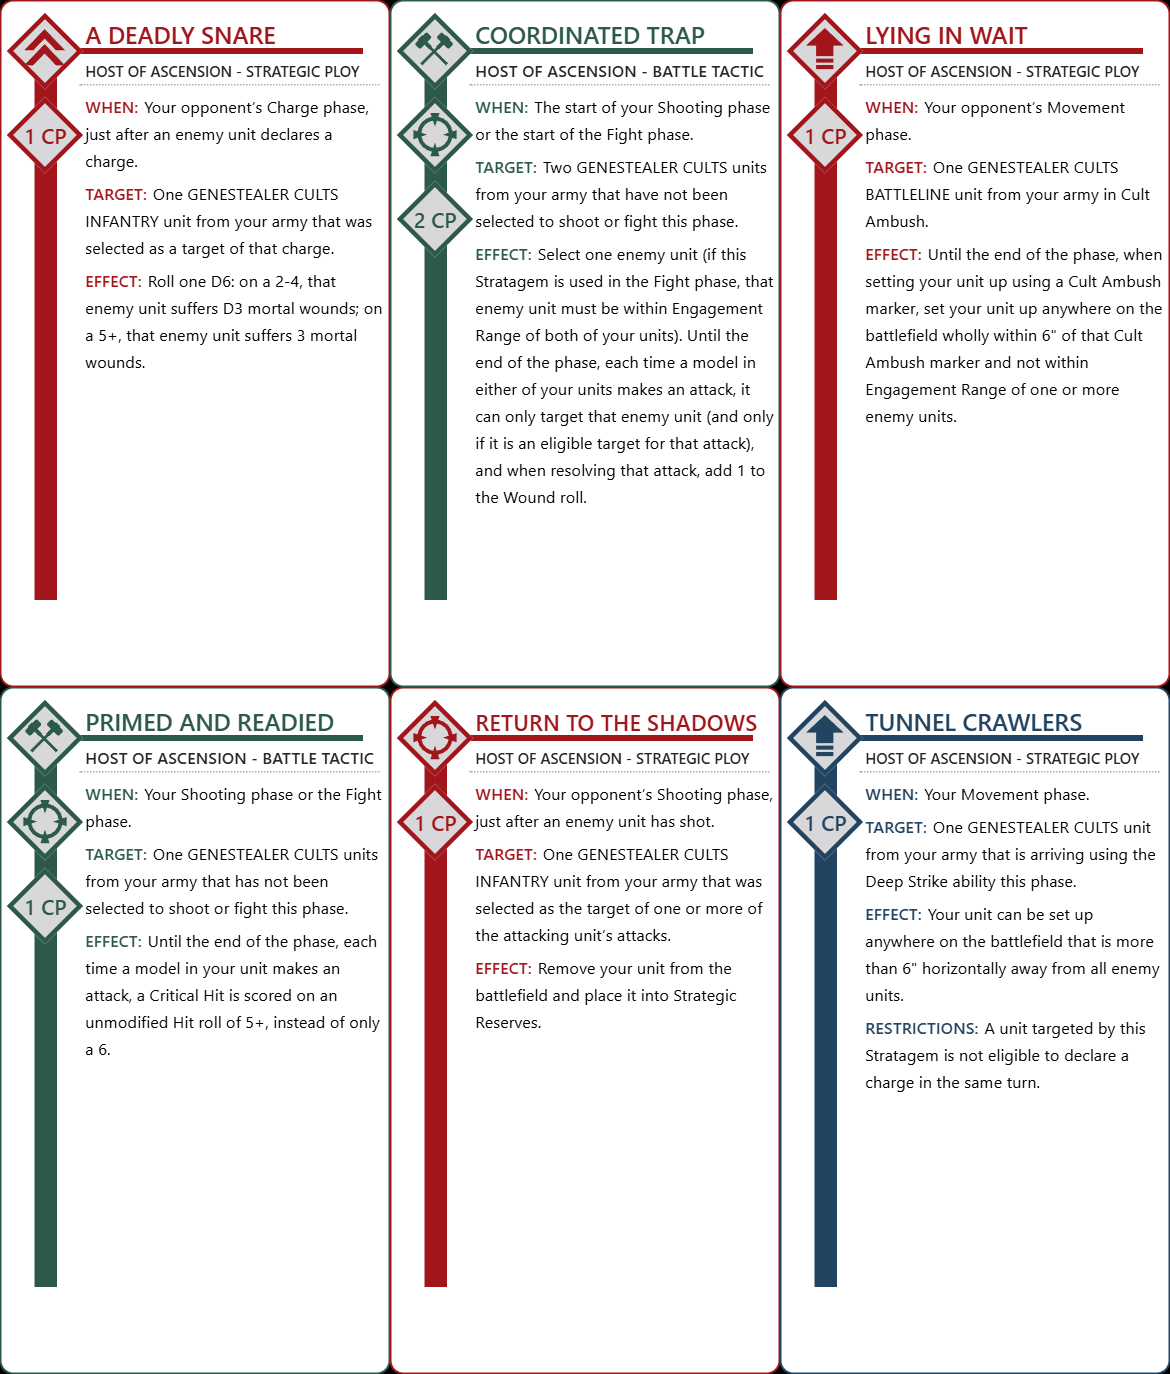 A DEADLY SNARE
HOST OF ASCENSION - STRATEGIC PLOY
1 CP
WHEN: Your opponent's Charge phase,
just after an enemy unit declares a
charge.
TARGET: One GENESTEALER CULTS
INFANTRY unit from your army that was
selected as a target of that charge.
EFFECT: Roll one D6: on a 2-4, that
enemy unit suffers D3 mortal wounds; on
a 5+, that enemy unit suffers 3 mortal
wounds.
COORDINATED TRAP
HOST OF ASCENSION - BATTLE TACTIC
2 CP
WHEN: The start of your Shooting phase
or the start of the Fight phase.
TARGET: Two GENESTEALER CULTS units
from your army that have not been
selected to shoot or fight this phase.
EFFECT: Select one enemy unit (if this
Stratagem is used in the Fight phase, that
enemy unit must be within Engagement
Range of both of your units). Until the
end of the phase, each time a model in
either of your units makes an attack, it
can only target that enemy unit (and only
if it is an eligible target for that attack),
and when resolving that attack, add 1 to
the Wound roll.
LYING IN WAIT
HOST OF ASCENSION - STRATEGIC PLOY
1 CP
WHEN: Your opponent's Movement
phase.
TARGET: One GENESTEALER CULTS
BATTLELINE unit from your army in Cult
Ambush.
EFFECT: Until the end of the phase, when
setting your unit up using a Cult Ambush
marker, set your unit up anywhere on the
battlefield wholly within 6" of that Cult
Ambush marker and not within
Engagement Range of one or more
enemy units.
PRIMED AND READIED
HOST OF ASCENSION - BATTLE TACTIC
1 CP
WHEN: Your Shooting phase or the Fight
phase.
TARGET: One GENESTEALER CULTS units
from your army that has not been
selected to shoot or fight this phase.
EFFECT: Until the end of the phase, each
time a model in your unit makes an
attack, a Critical Hit is scored on an
unmodified Hit roll of 5+, instead of only
a 6.
RETURN TO THE SHADOWS
HOST OF ASCENSION - STRATEGIC PLOY
1 CP
WHEN: Your opponent's Shooting phase,
just after an enemy unit has shot.
TARGET: One GENESTEALER CULTS
INFANTRY unit from your army that was
selected as the target of one or more of
the attacking unit's attacks.
EFFECT: Remove your unit from the
battlefield and place it into Strategic
Reserves.
TUNNEL CRAWLERS
HOST OF ASCENSION - STRATEGIC PLOY
1 CP
WHEN: Your Movement phase.
TARGET: One GENESTEALER CULTS unit
from your army that is arriving using the
Deep Strike ability this phase.
EFFECT: Your unit can be set up
anywhere on the battlefield that is more
than 6" horizontally away from all enemy
units.
RESTRICTIONS: A unit targeted by this
Stratagem is not eligible to declare a
charge in the same turn.